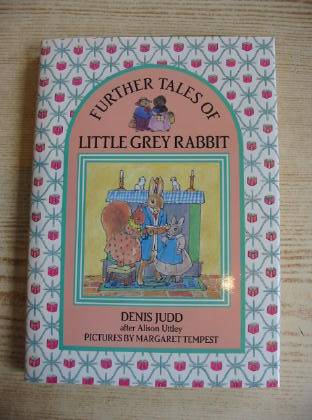 FURTHER TALES OF
LITTLE GREY RABBIT
DENIS JUDD
after Alison Uttley
PICTURES BY MARGARET TEMPEST